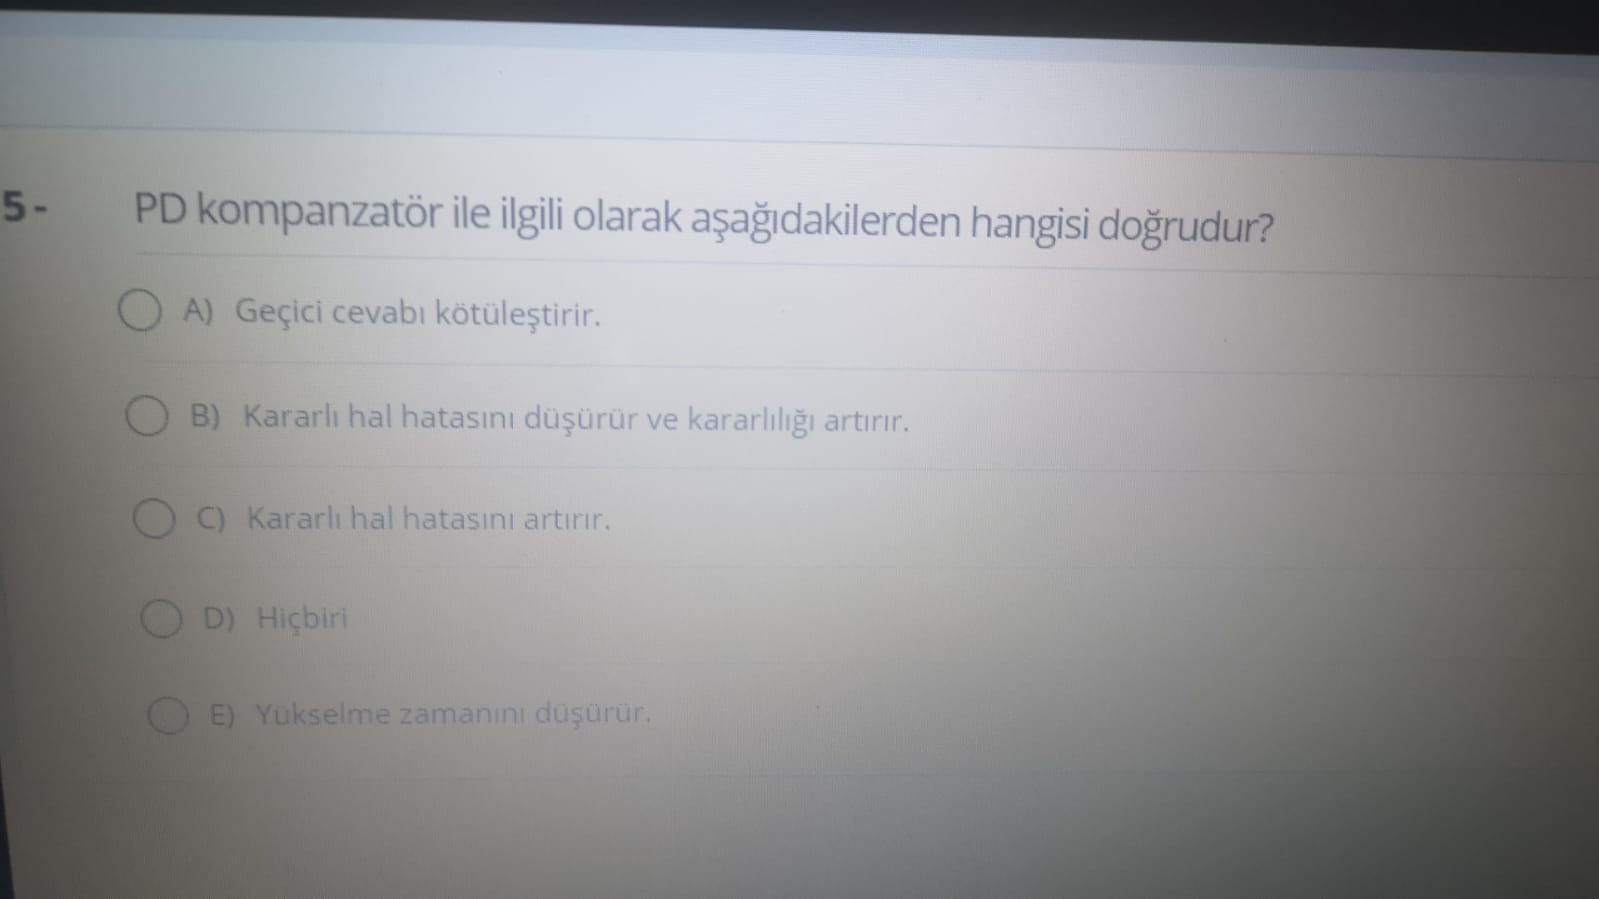 5- PD kompanzatör ile ilgili olarak aşağıdakilerden hangisi doğrudur?
A) Geçici cevabı kötüleştirir.
B) Kararlı hal hatasını düşürür ve kararlılığı artırır.
C) Kararlı hal hatasını artırır.
D) Hiçbiri
E) Yükselme zamanını düşürür.